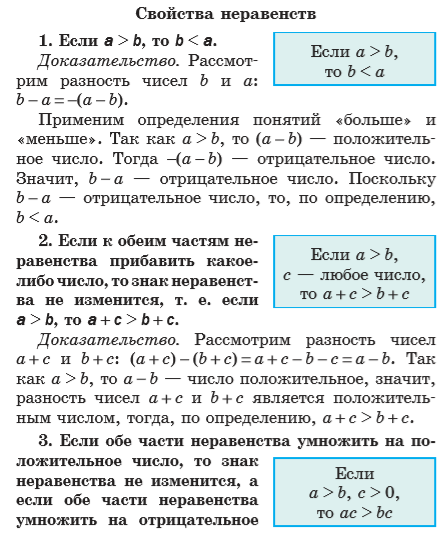 Свойства неравенств
1. Если a > b, то b < a.
Доказательство. Рассмот-
рим разность чисел b и a:
b – a = –(a – b).
Если a > b,
то b < a
Применим определения понятий «больше» и
«меньше». Так как a > b, то (a – b) — положитель-
ное число. Тогда –(a – b) — отрицательное число.
Значит, b – a — отрицательное число. Поскольку
b – a — отрицательное число, то, по определению,
b < a.
2. Если к обеим частям не-
равенства прибавить какое-
либо число, то знак неравенст-
ва не изменится, т. е. если
a > b, то a + c > b + c.
Если a > b,
c — любое число,
то a + c > b + c
Доказательство. Рассмотрим разность чисел
a + c и b + c: (a + c) – (b + c) = a + c – b – c = a – b. Так
как a > b, то a – b — число положительное, значит,
разность чисел a + c и b + c является положитель-
ным числом, тогда, по определению, a + c > b + c.
3. Если обе части неравенства умножить на по-
ложительное число, то знак
неравенства не изменится, а
если обе части неравенства
умножить на отрицательное
Если
a > b, c > 0,
то ac > bc